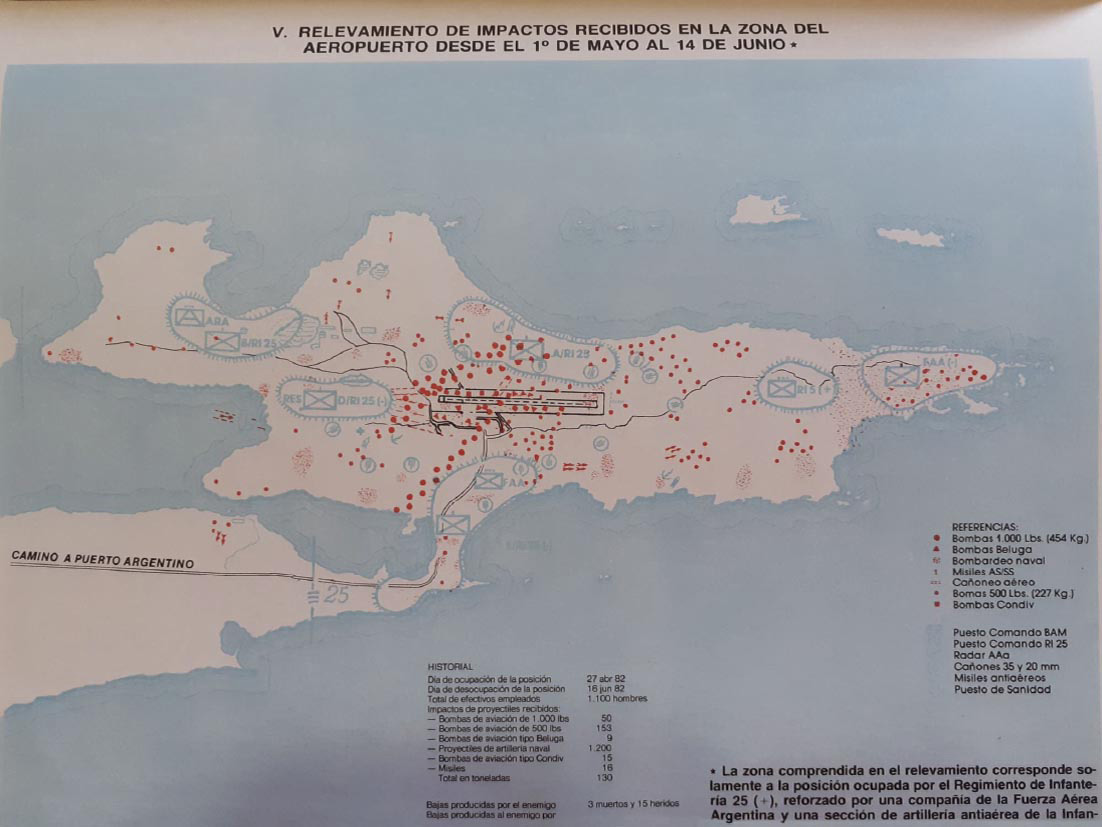 V. RELEVAMIENTO DE IMPACTOS RECIBIDOS EN LA ZONA DEL
AEROPUERTO DESDE EL 1º DE MAYO AL 14 DE JUNIO *
ARA
B/RI 25
A/RI 25
RES
D/RI 25 (-)
RI 5 (+
FAA (-)
FAA
CAMINO A PUERTO ARGENTINO
25
REFERENCIAS:
Bombas 1.000 Lbs. (454 Kg.)
Bombas Beluga
Bombardeo naval
Misiles AS/SS
Cañoneo aéreo
Bomas 500 Lbs. (227 Kg.)
Bombas Condiv
Puesto Comando BAM
Puesto Comando RI 25
Radar AAa
Cañones 35 y 20 mm
Misiles antiaéreos
Puesto de Sanidad
HISTORIAL
Dia de ocupación de la posición 27 abr 82
Dia de desocupación de la posición 16 jun 82
Total de efectivos empleados 1.100 hombres
Impactos de proyectiles recibidos:
— Bombas de aviación de 1.000 lbs 50
— Bombas de aviación de 500 lbs 153
— Bombas de aviación tipo Beluga 9
— Proyectiles de artillería naval 1.200
— Bombas de aviación tipo Condiv 15
— Misiles 16
Total en toneladas 130
Bajas producidas por el enemigo 3 muertos y 15 heridos
Bajas producidas al enemigo por
* La zona comprendida en el relevamiento corresponde so-
lamente a la posición ocupada por el Regimiento de Infante-
ría 25 (+), reforzado por una compañía de la Fuerza Aérea
Argentina y una sección de artillería antiaérea de la Infan-